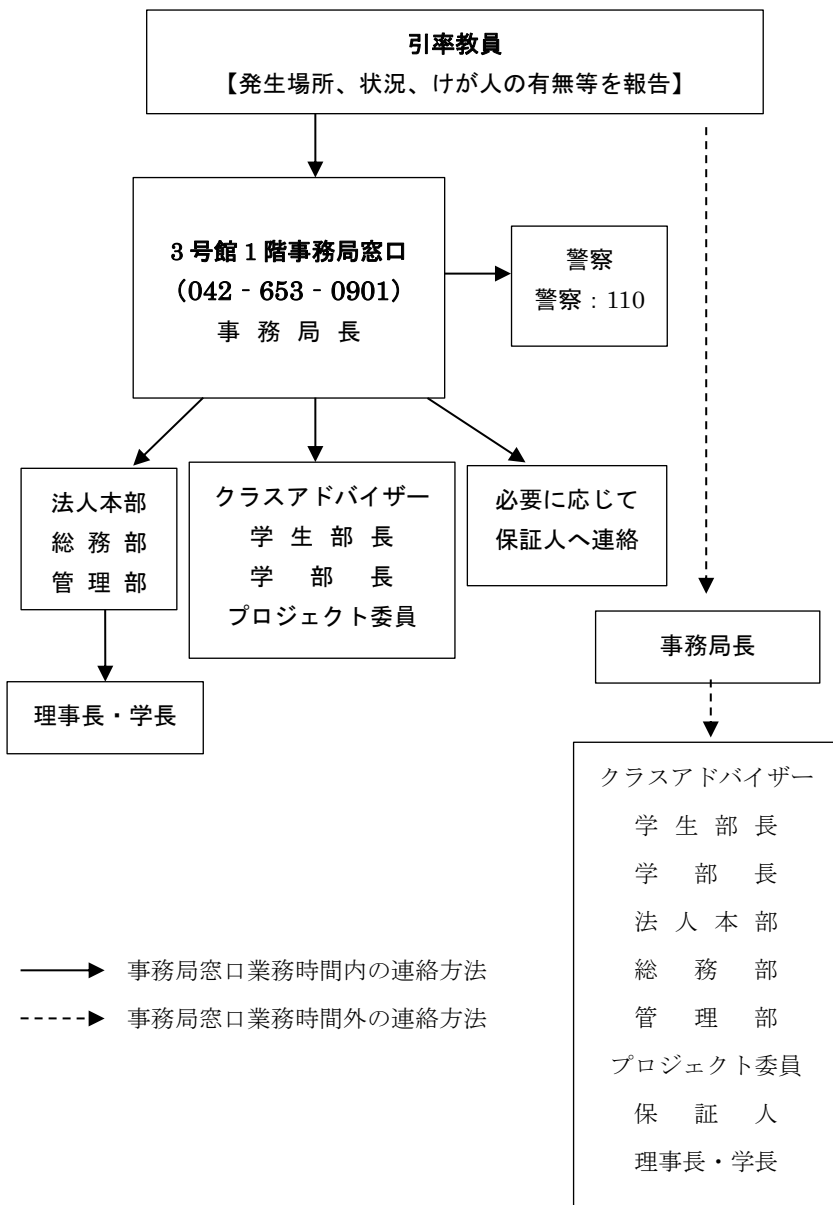 引率教員
【発生場所、状況、けが人の有無等を報告】
3号館1階事務局窓口
（042‐653‐0901）
事務局長
警察
警察：110
法人本部
総務部
管理部
クラスアドバイザー
学生部長
学部長
プロジェクト委員
必要に応じて
保証人へ連絡
理事長・学長
事務局長
クラスアドバイザー
学生部長
学部長
法人本部
総務部
管理部
プロジェクト委員
保証人
理事長・学長
事務局窓口業務時間内の連絡方法
事務局窓口業務時間外の連絡方法